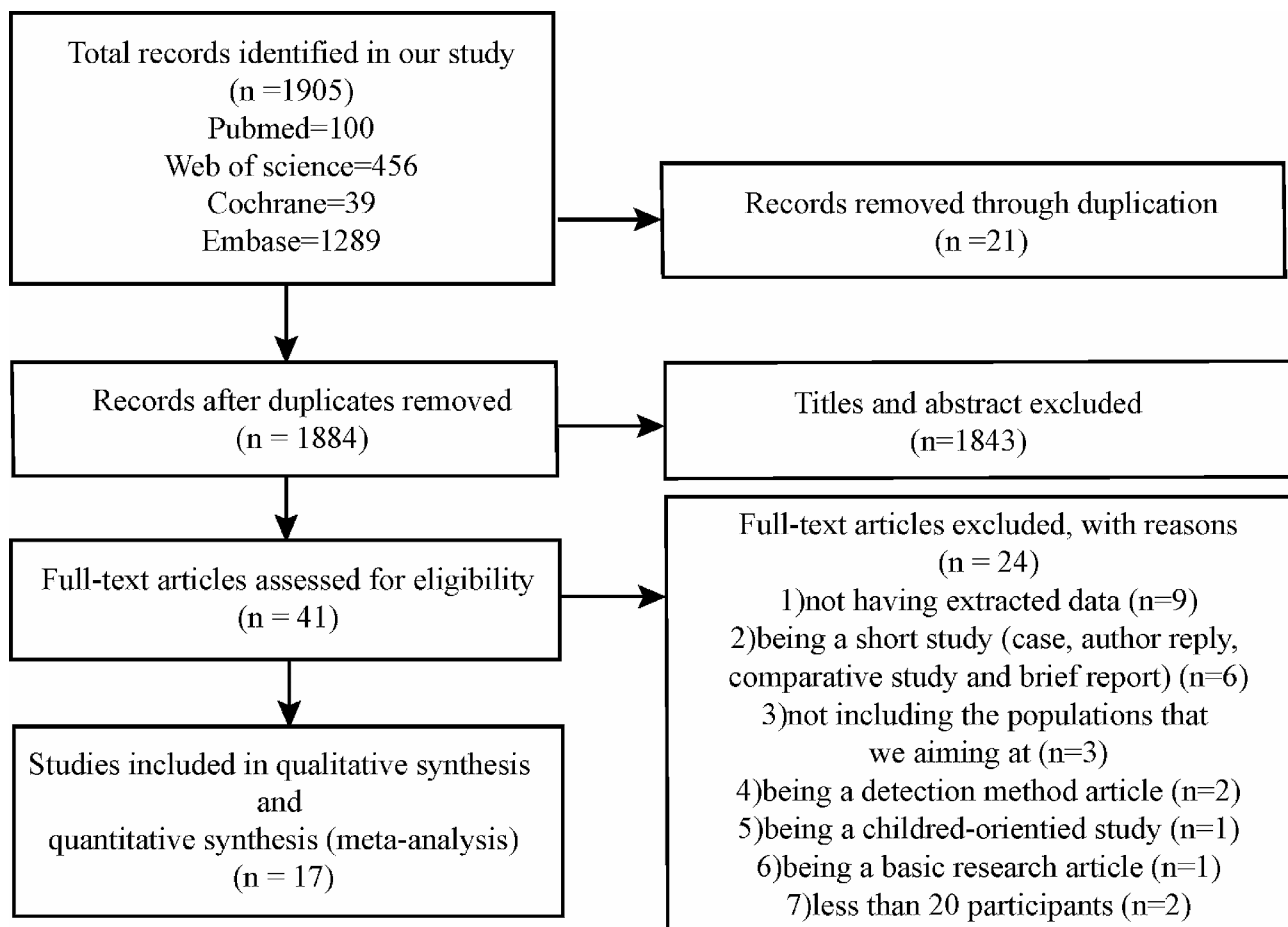 Total records identified in our study
(n =1905)
Pubmed=100
Web of science=456
Cochrane=39
Embase=1289
Records removed through duplication
(n =21)
Records after duplicates removed
(n = 1884)
Titles and abstract excluded
(n=1843)
Full-text articles assessed for eligibility
(n = 41)
Full-text articles excluded, with reasons
(n = 24)
1)not having extracted data (n=9)
2)being a short study (case, author reply,
comparative study and brief report) (n=6)
3)not including the populations that
we aiming at (n=3)
4)being a detection method article (n=2)
5)being a childred-orientied study (n=1)
6)being a basic research article (n=1)
7)less than 20 participants (n=2)
Studies included in qualitative synthesis
and
quantitative synthesis (meta-analysis)
(n = 17)